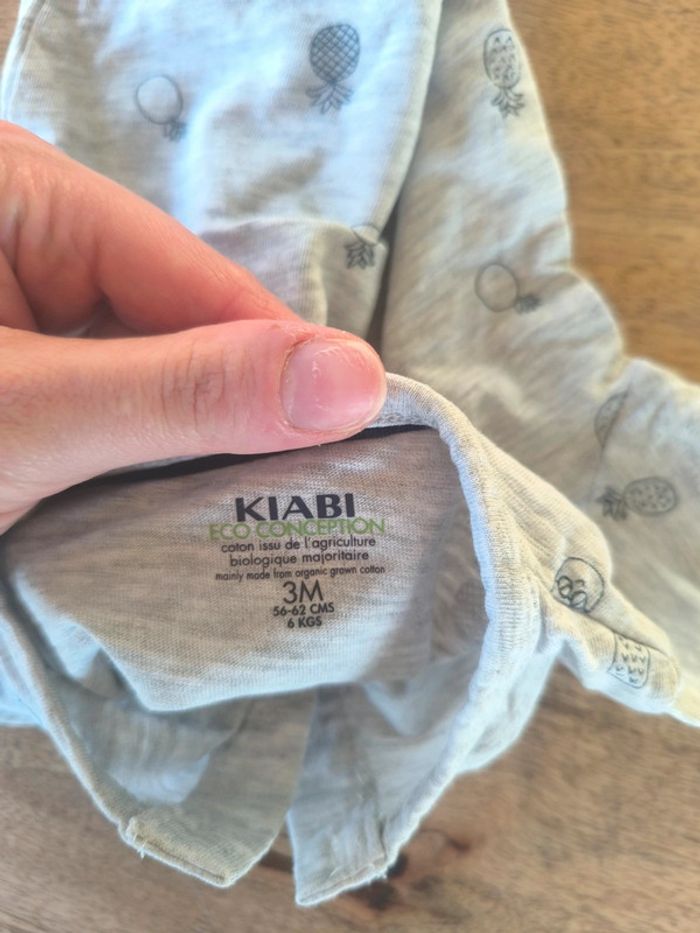 KIABI
ECO CONCEPTION
coton issu de l'agriculture
biologique majoritaire
mainly made from organic grown cotton
3M
56-62 CMS
6 KGS